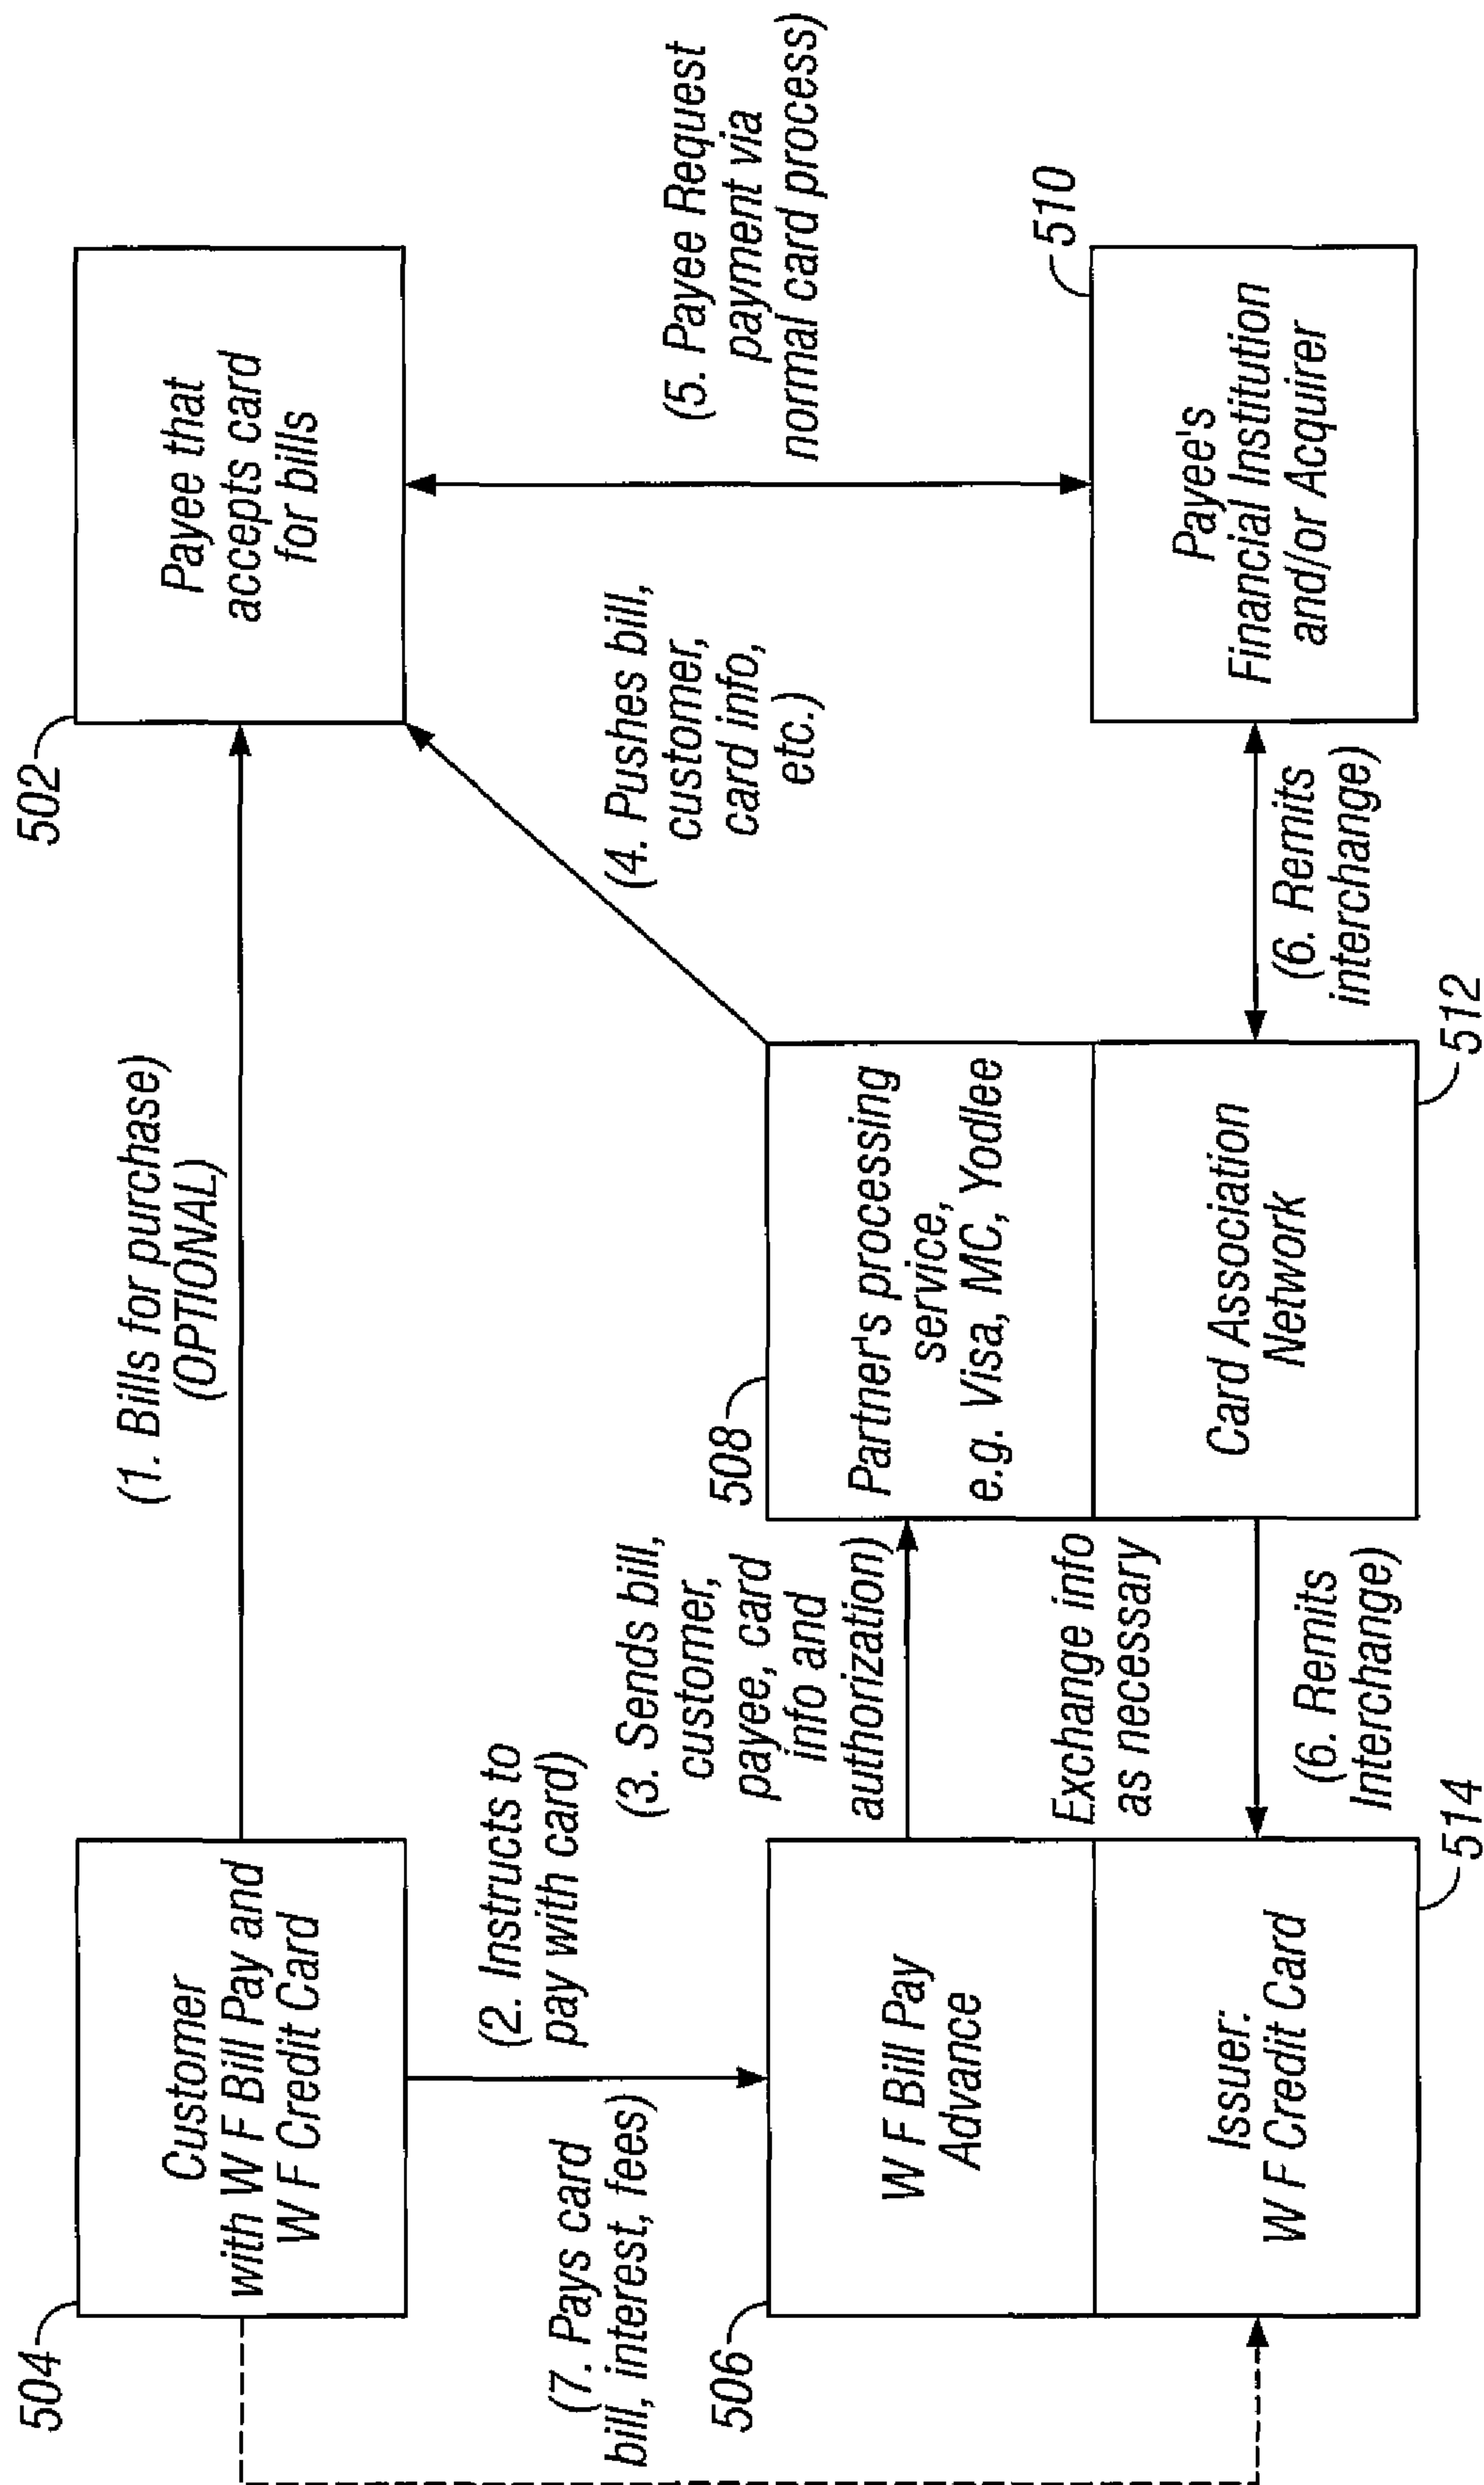 504
Customer
with W F Bill Pay and
W F Credit Card
(1. Bills for purchase)
(OPTIONAL)
502
Payee that
accepts card
for bills
(2. Instructs to
pay with card)
(7. Pays card
bill, interest, fees)
(3. Sends bill,
customer,
payee, card
info and
authorization)
(4. Pushes bill,
customer,
card info,
etc.)
(5. Payee Request
payment via
normal card process)
506
W F Bill Pay
Advance
Issuer:
W F Credit Card
514
Exchange info
as necessary
(6. Remits
Interchange)
508
Partner's processing
service,
e.g. Visa, MC, Yodlee
Card Association
Network
512
(6. Remits
interchange)
510
Payee's
Financial Institution
and/or Acquirer